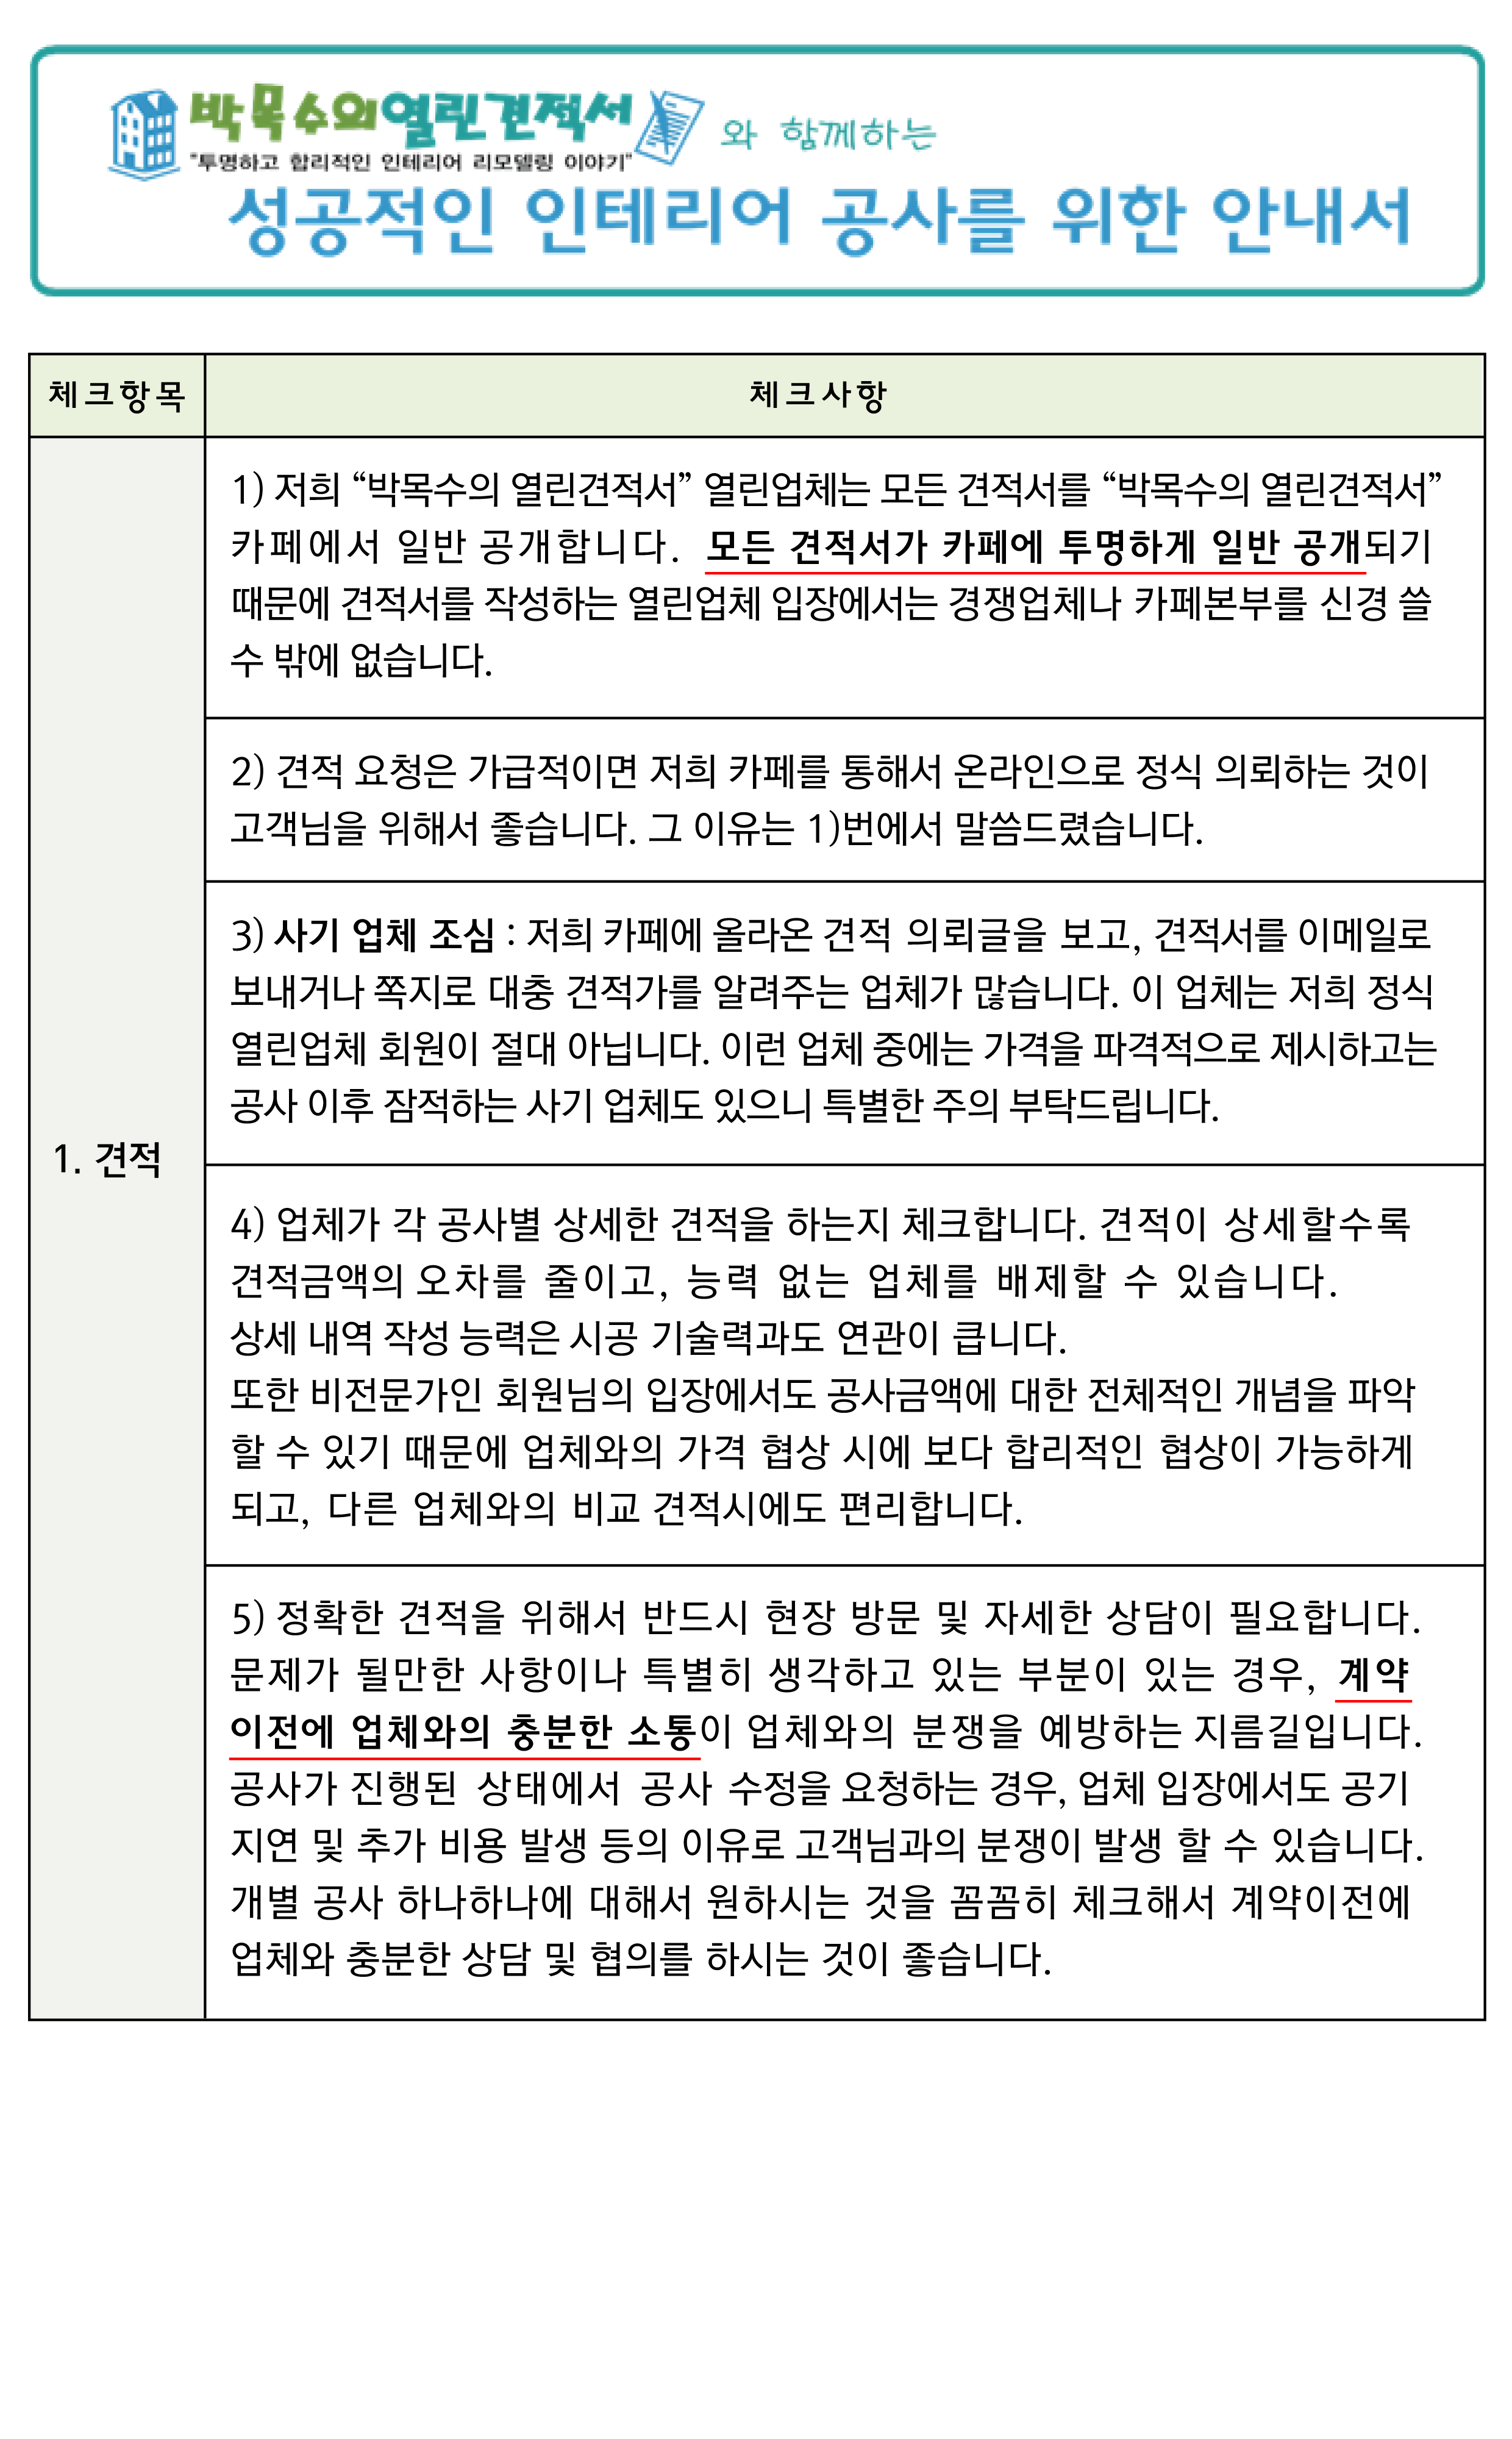 박목수의열린견적서 와 함께하는
"투명하고 합리적인 인테리어 리모델링 이야기"
성공적인 인테리어 공사를 위한 안내서
체크항목 체크사항
1. 견적
1) 저희 “박목수의 열린견적서” 열린업체는 모든 견적서를 “박목수의 열린견적서”
카페에서 일반 공개합니다. 모든 견적서가 카페에 투명하게 일반 공개되기
때문에 견적서를 작성하는 열린업체 입장에서는 경쟁업체나 카페본부를 신경 쓸
수 밖에 없습니다.
2) 견적 요청은 가급적이면 저희 카페를 통해서 온라인으로 정식 의뢰하는 것이
고객님을 위해서 좋습니다. 그 이유는 1)번에서 말씀드렸습니다.
3) 사기 업체 조심 : 저희 카페에 올라온 견적 의뢰글을 보고, 견적서를 이메일로
보내거나 쪽지로 대충 견적가를 알려주는 업체가 많습니다. 이 업체는 저희 정식
열린업체 회원이 절대 아닙니다. 이런 업체 중에는 가격을 파격적으로 제시하고는
공사 이후 잠적하는 사기 업체도 있으니 특별한 주의 부탁드립니다.
4) 업체가 각 공사별 상세한 견적을 하는지 체크합니다. 견적이 상세할수록
견적금액의 오차를 줄이고, 능력 없는 업체를 배제할 수 있습니다.
상세 내역 작성 능력은 시공 기술력과도 연관이 큽니다.
또한 비전문가인 회원님의 입장에서도 공사금액에 대한 전체적인 개념을 파악
할 수 있기 때문에 업체와의 가격 협상 시에 보다 합리적인 협상이 가능하게
되고, 다른 업체와의 비교 견적시에도 편리합니다.
5) 정확한 견적을 위해서 반드시 현장 방문 및 자세한 상담이 필요합니다.
문제가 될만한 사항이나 특별히 생각하고 있는 부분이 있는 경우, 계약
이전에 업체와의 충분한 소통이 업체와의 분쟁을 예방하는 지름길입니다.
공사가 진행된 상태에서 공사 수정을 요청하는 경우, 업체 입장에서도 공기
지연 및 추가 비용 발생 등의 이유로 고객님과의 분쟁이 발생 할 수 있습니다.
개별 공사 하나하나에 대해서 원하시는 것을 꼼꼼히 체크해서 계약이전에
업체와 충분한 상담 및 협의를 하시는 것이 좋습니다.